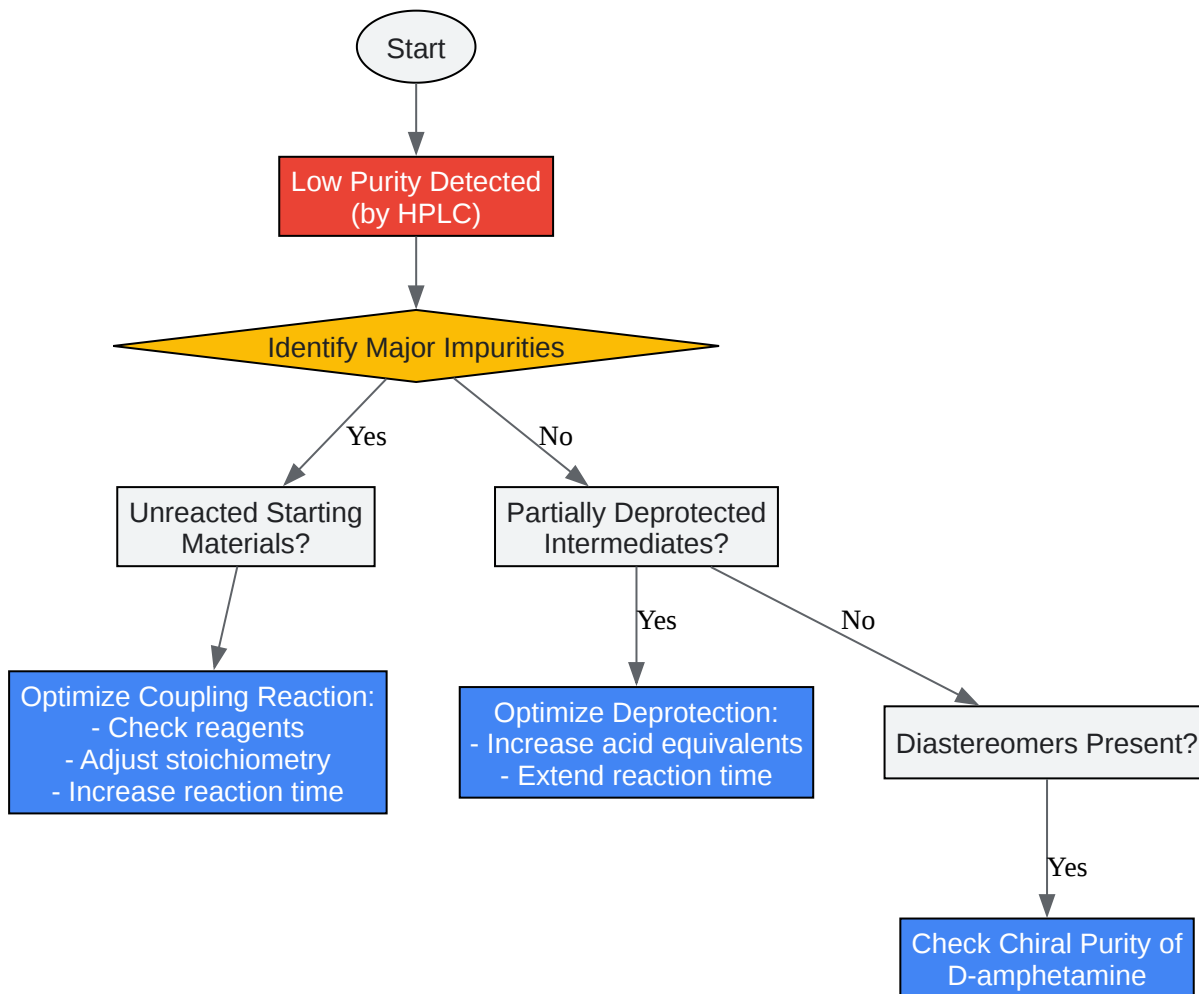 Start
Low Purity Detected
(by HPLC)
Identify Major Impurities
Yes
No
Unreacted Starting
Materials?
Partially Deprotected
Intermediates?
Yes
No
Optimize Coupling Reaction:
- Check reagents
- Adjust stoichiometry
- Increase reaction time
Optimize Deprotection:
- Increase acid equivalents
- Extend reaction time
Diastereomers Present?
Yes
Check Chiral Purity of
D-amphetamine